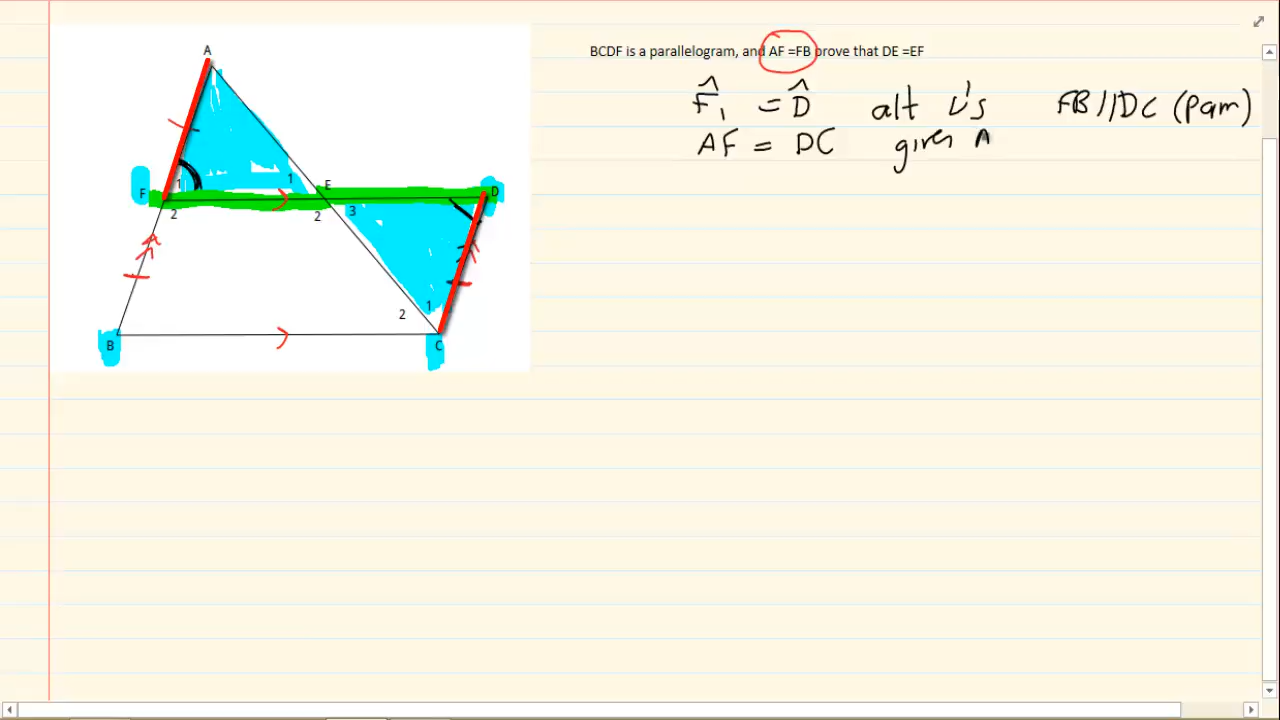 BCDF is a parallelogram, and AF =FB prove that DE =EF
F̂₁ = D̂ alt L's FB//DC (pam)
AF = DC given A
A
F
1
1
E
D
2
2
3
2
1
B
C